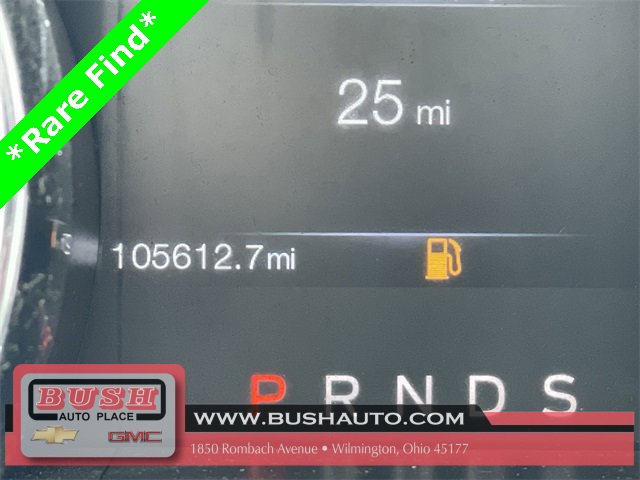 *Rare Find*
25 mi
105612.7mi
P R N D S
BUSH
AUTO PLACE
GMC
WWW.BUSHAUTO.COM
1850 Rombach Avenue • Wilmington, Ohio 45177